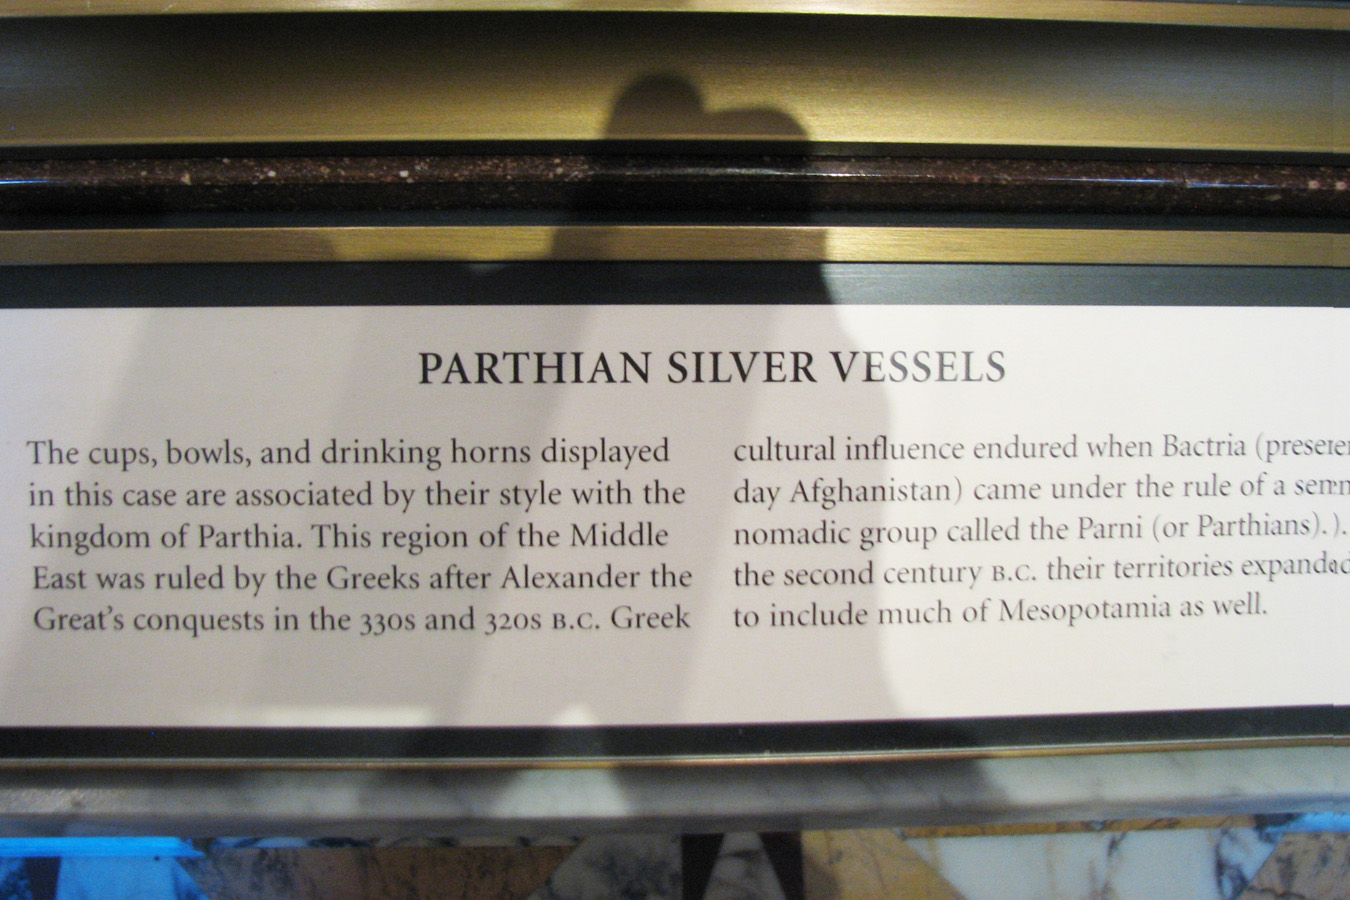 PARTHIAN SILVER VESSELS
The cups, bowls, and drinking horns displayed
in this case are associated by their style with the
kingdom of Parthia. This region of the Middle
East was ruled by the Greeks after Alexander the
Great's conquests in the 330s and 320s B.C. Greek
cultural influence endured when Bactria
day Afghanistan) came under the rule of a
nomadic group called the Parni (or Parthians).
the second century B.C. their territories expanded
to include much of Mesopotamia as well.